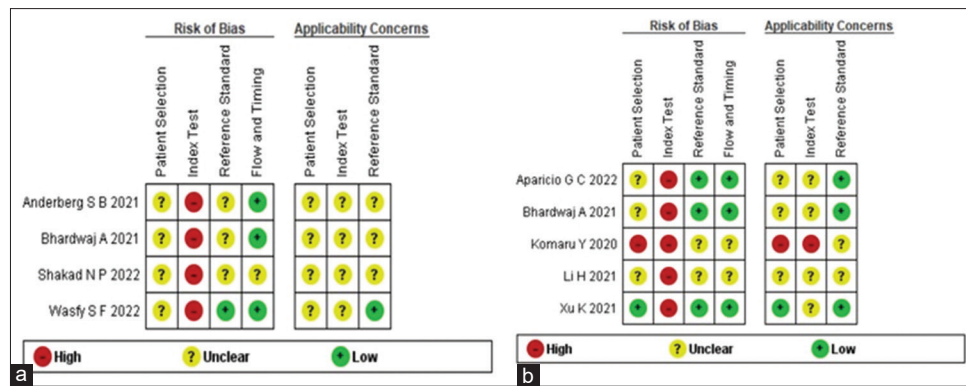 Risk of Bias Applicability Concerns
Patient Selection
Index Test
Reference Standard
Flow and Timing
Patient Selection
Index Test
Reference Standard
Anderberg S B 2021 ? - ? + ? ? ?
Bhardwaj A 2021 ? - ? + ? ? ?
Shakad N P 2022 ? - ? ? ? ? ?
Wasfy S F 2022 ? - + + ? ? +
- High ? Unclear + Low
a
Risk of Bias Applicability Concerns
Patient Selection
Index Test
Reference Standard
Flow and Timing
Patient Selection
Index Test
Reference Standard
Aparicio G C 2022 ? - + + ? ? +
Bhardwaj A 2021 ? - + + ? ? +
Komaru Y 2020 - - ? ? - - ?
Li H 2021 ? - ? ? ? ? ?
Xu K 2021 + - + + + ? +
- High ? Unclear + Low
b